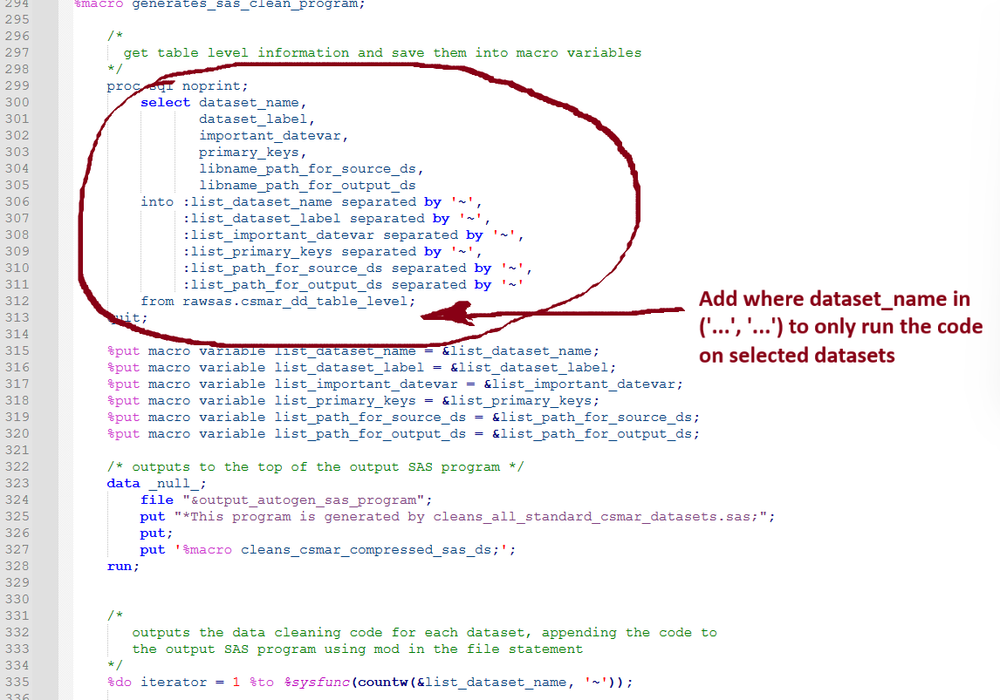 294 %macro generates_sas_clean_program;
295
296 /*
297 get table level information and save them into macro variables
298 */
299 proc sql noprint;
300 select dataset_name,
301 dataset_label,
302 important_datevar,
303 primary_keys,
304 libname_path_for_source_ds,
305 libname_path_for_output_ds
306 into :list_dataset_name separated by '~',
307 :list_dataset_label separated by '~',
308 :list_important_datevar separated by '~',
309 :list_primary_keys separated by '~',
310 :list_path_for_source_ds separated by '~',
311 :list_path_for_output_ds separated by '~'
312 from rawsas.csmar_dd_table_level;
313 quit;
314
315 %put macro variable list_dataset_name = &list_dataset_name;
316 %put macro variable list_dataset_label = &list_dataset_label;
317 %put macro variable list_important_datevar = &list_important_datevar;
318 %put macro variable list_primary_keys = &list_primary_keys;
319 %put macro variable list_path_for_source_ds = &list_path_for_source_ds;
320 %put macro variable list_path_for_output_ds = &list_path_for_output_ds;
321
322 /* outputs to the top of the output SAS program */
323 data _null_;
324 file "&output_autogen_sas_program";
325 put "*This program is generated by cleans_all_standard_csmar_datasets.sas;";
326 put;
327 put '%macro cleans_csmar_compressed_sas_ds;';
328 run;
329
330
331 /*
332 outputs the data cleaning code for each dataset, appending the code to
333 the output SAS program using mod in the file statement
334 */
335 %do iterator = 1 %to %sysfunc(countw(&list_dataset_name, '~'));
336
Add where dataset_name in
('...', '...') to only run the code
on selected datasets